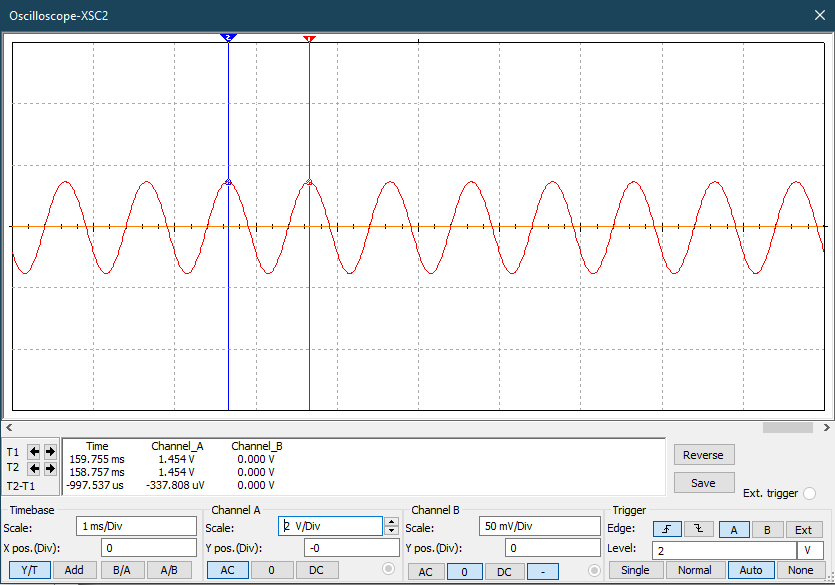 Oscilloscope-XSC2
2
1
T1
T2
T2-T1
Time Channel_A Channel_B
159.755 ms 1.454 V 0.000 V
158.757 ms 1.454 V 0.000 V
-997.537 us -337.808 uV 0.000 V
Reverse
Save
Ext. trigger
Timebase
Scale: 1 ms/Div
X pos.(Div): 0
Y/T Add B/A A/B
Channel A
Scale: 2 V/Div
Y pos.(Div): -0
AC 0 DC
Channel B
Scale: 50 mV/Div
Y pos.(Div): 0
AC 0 DC -
Trigger
Edge: A B Ext
Level: 2 V
Single Normal Auto None